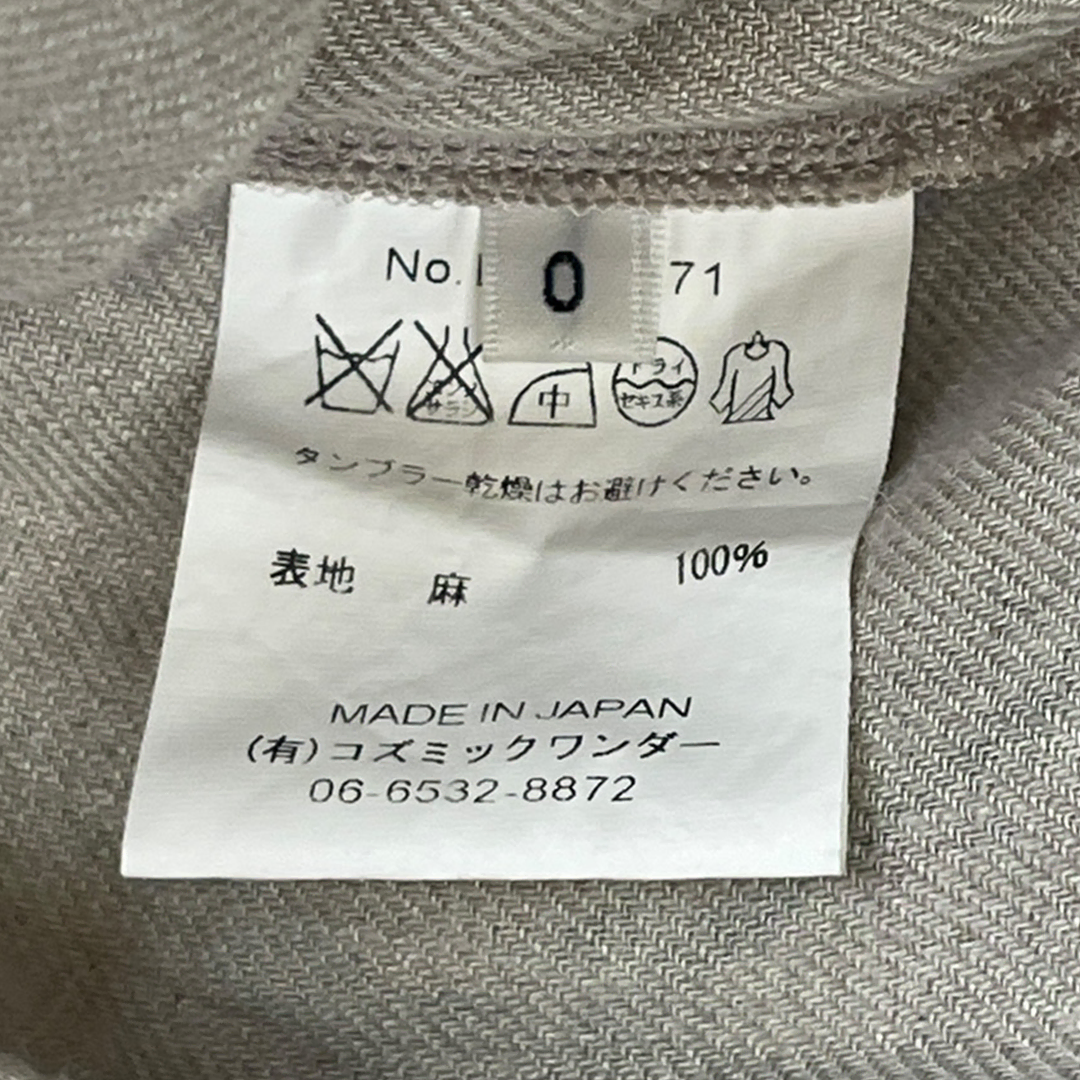 No. 0 71
中 ドライ セキス系
タンブラー乾燥はお避けください。
表地 麻 100%
MADE IN JAPAN
(有)コズミックワンダー
06-6532-8872